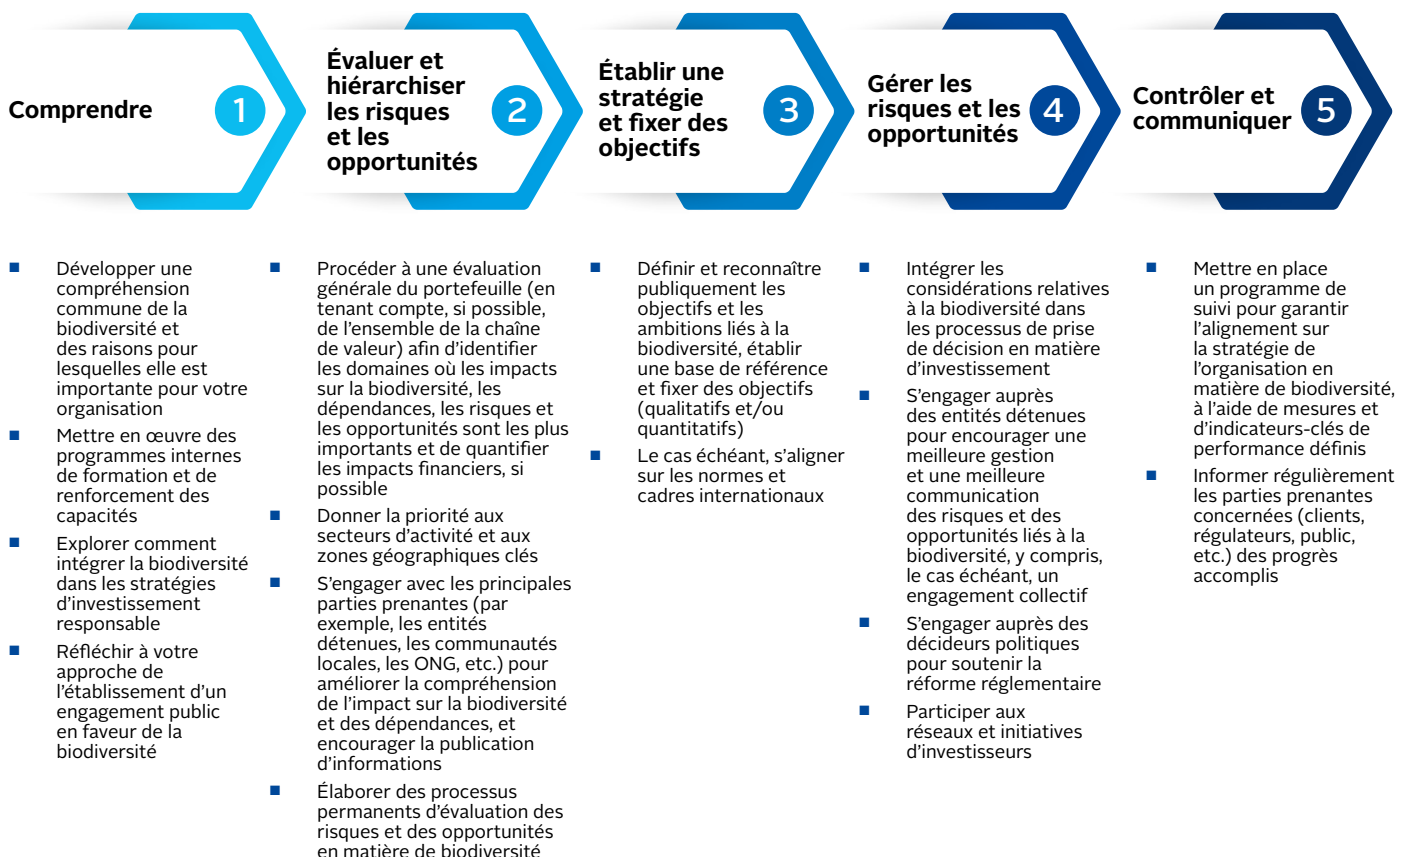 Comprendre
1
Évaluer et
hiérarchiser
les risques
et les
opportunités
2
Établir une
stratégie
et fixer des
objectifs
3
Gérer les
risques et les
opportunités
4
Contrôler et
communiquer
5
■ Développer une
compréhension
commune de la
biodiversité et
des raisons pour
lesquelles elle est
importante pour votre
organisation
■ Mettre en œuvre des
programmes internes
de formation et de
renforcement des
capacités
■ Explorer comment
intégrer la biodiversité
dans les stratégies
d’investissement
responsable
■ Réfléchir à votre
approche de
l’établissement d’un
engagement public
en faveur de la
biodiversité
■ Procéder à une évaluation
générale du portefeuille (en
tenant compte, si possible,
de l’ensemble de la chaîne
de valeur) afin d’identifier
les domaines où les impacts
sur la biodiversité, les
dépendances, les risques et
les opportunités sont les plus
importants et de quantifier
les impacts financiers, si
possible
■ Donner la priorité aux
secteurs d’activité et aux
zones géographiques clés
■ S’engager avec les principales
parties prenantes (par
exemple, les entités
détenues, les communautés
locales, les ONG, etc.) pour
améliorer la compréhension
de l’impact sur la biodiversité
et des dépendances, et
encourager la publication
d’informations
■ Élaborer des processus
permanents d’évaluation des
risques et des opportunités
en matière de biodiversité
■ Définir et reconnaître
publiquement les
objectifs et les
ambitions liés à la
biodiversité, établir
une base de référence
et fixer des objectifs
(qualitatifs et/ou
quantitatifs)
■ Le cas échéant, s’aligner
sur les normes et
cadres internationaux
■ Intégrer les
considérations relatives
à la biodiversité dans
les processus de prise
de décision en matière
d’investissement
■ S’engager auprès
des entités détenues
pour encourager une
meilleure gestion
et une meilleure
communication
des risques et des
opportunités liés à la
biodiversité, y compris,
le cas échéant, un
engagement collectif
■ S’engager auprès des
décideurs politiques
pour soutenir la
réforme réglementaire
■ Participer aux
réseaux et initiatives
d’investisseurs
■ Mettre en place
un programme de
suivi pour garantir
l’alignement sur
la stratégie de
l’organisation en
matière de biodiversité,
à l’aide de mesures et
d’indicateurs-clés de
performance définis
■ Informer régulièrement
les parties prenantes
concernées (clients,
régulateurs, public,
etc.) des progrès
accomplis